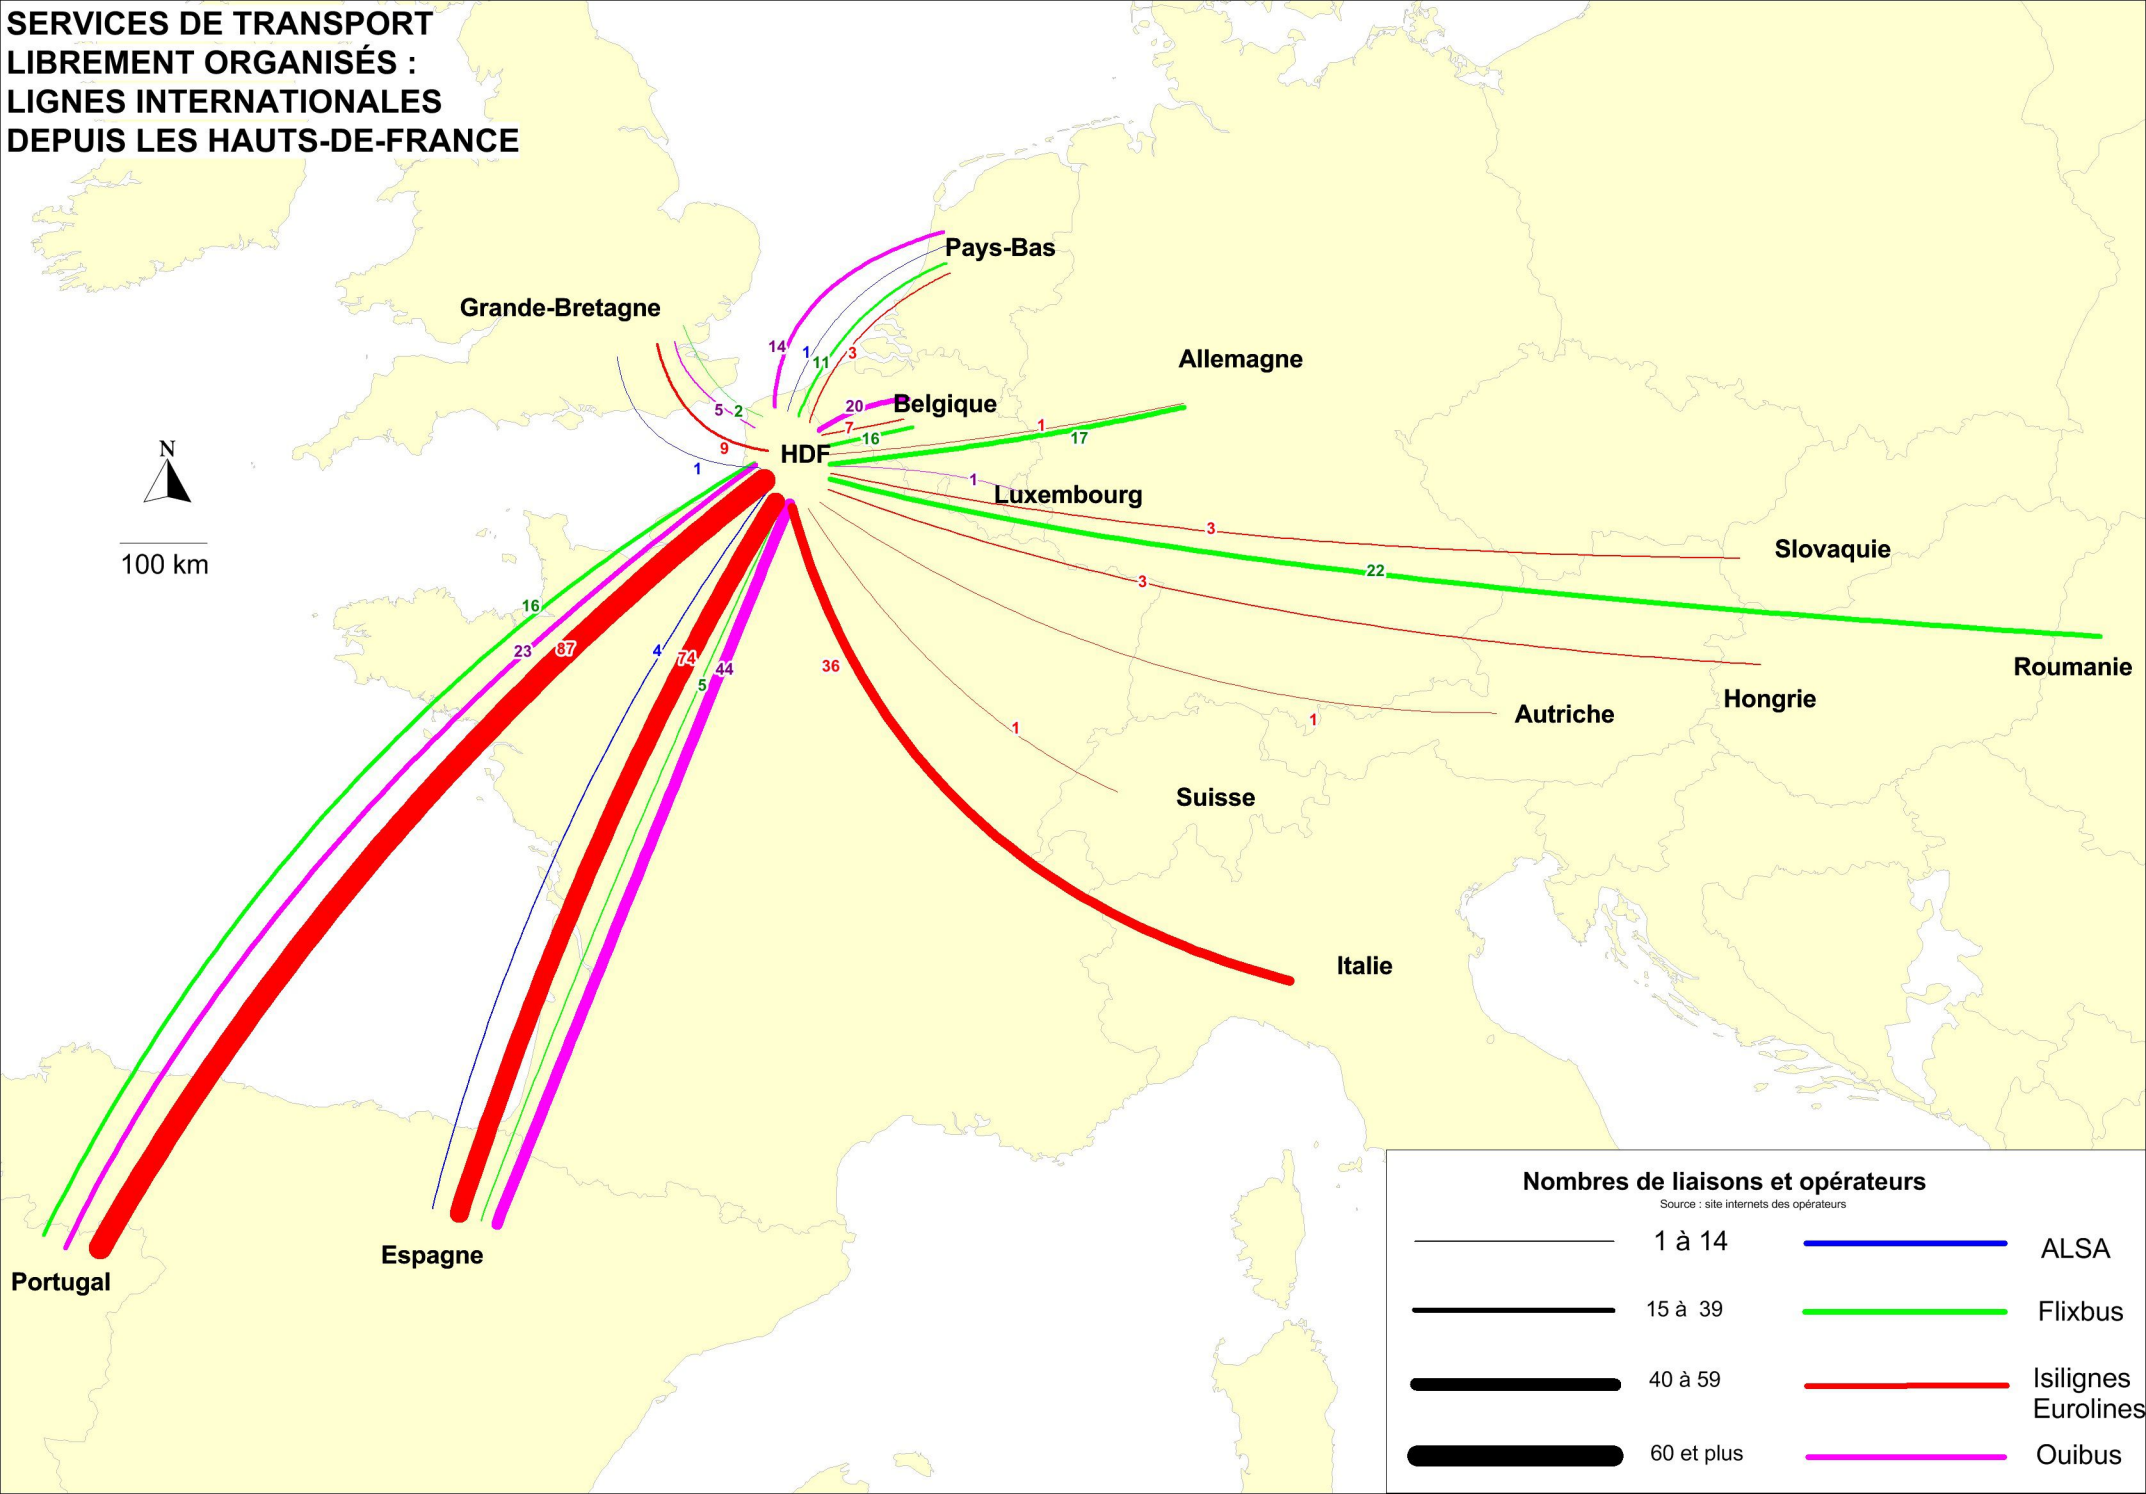 SERVICES DE TRANSPORT
LIBREMENT ORGANISÉS :
LIGNES INTERNATIONALES
DEPUIS LES HAUTS-DE-FRANCE
Pays-Bas
Grande-Bretagne
14
1
11
3
Allemagne
Belgique
20
5
2
7
1
16
17
9
HDF
N
1
1
Luxembourg
3
Slovaquie
100 km
22
3
16
23
87
4
74
44
5
36
Roumanie
Hongrie
1
1
Autriche
Suisse
Italie
Espagne
Portugal
Nombres de liaisons et opérateurs
Source : site internets des opérateurs
1 à 14
ALSA
15 à 39
Flixbus
40 à 59
Isilignes
Eurolines
60 et plus
Ouibus